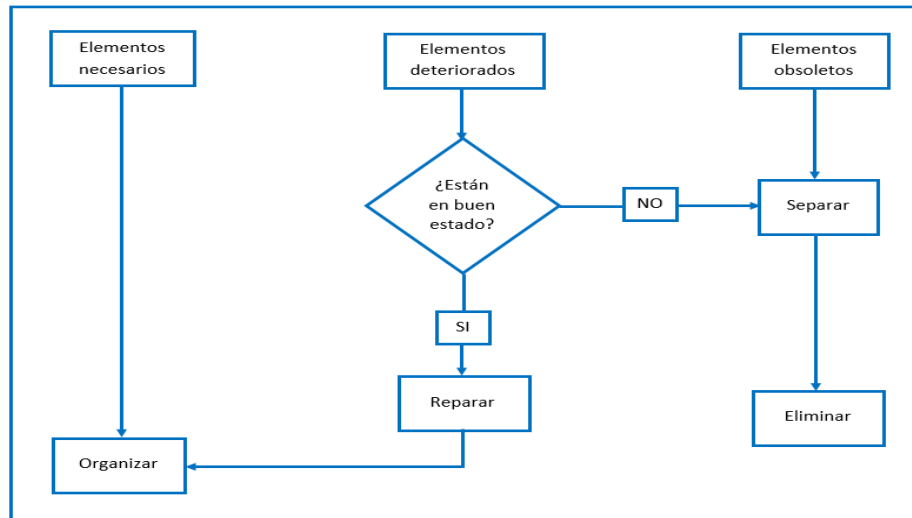 Elementos
necesarios
Elementos
deteriorados
Elementos
obsoletos
¿Están
en buen
estado?
NO
Separar
SI
Reparar
Eliminar
Organizar